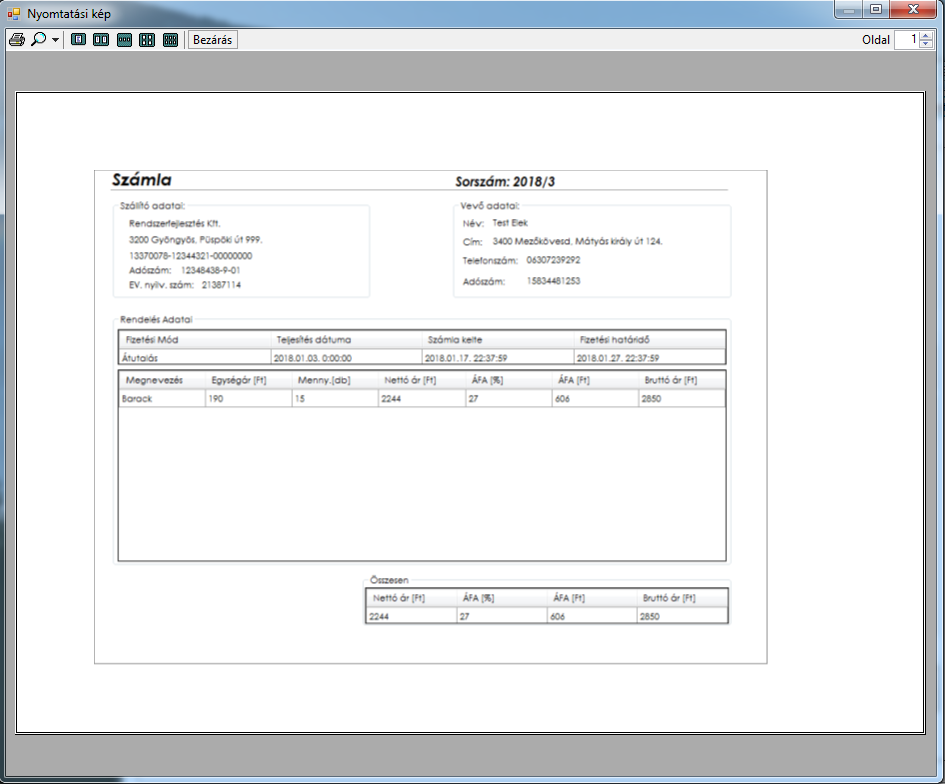 Nyomtatási kép
Bezárás
Oldal 1
Számla
Sorszám: 2018/3
Szállító adatai:
Rendszerfejlesztés Kft.
3200 Gyöngyös, Püspöki út 999.
13370078-12344321-00000000
Adószám: 12348438-9-01
EV. nyilv. szám: 21387114
Vevő adatai:
Név: Test Elek
Cím: 3400 Mezőkövesd, Mátyás király út 124.
Telefonszám: 06307239292
Adószám: 15834481253
Rendelés Adatai
Fizetési Mód Teljesítés dátuma Számla kelte Fizetési határidő
Átutalás 2018.01.03. 0:00:00 2018.01.17. 22:37:59 2018.01.27. 22:37:59
Megnevezés Egységár [Ft] Menny.[db] Nettó ár [Ft] ÁFA [%] ÁFA [Ft] Bruttó ár [Ft]
Barack 190 15 2244 27 606 2850
Összesen
Nettó ár [Ft] ÁFA [%] ÁFA [Ft] Bruttó ár [Ft]
2244 27 606 2850